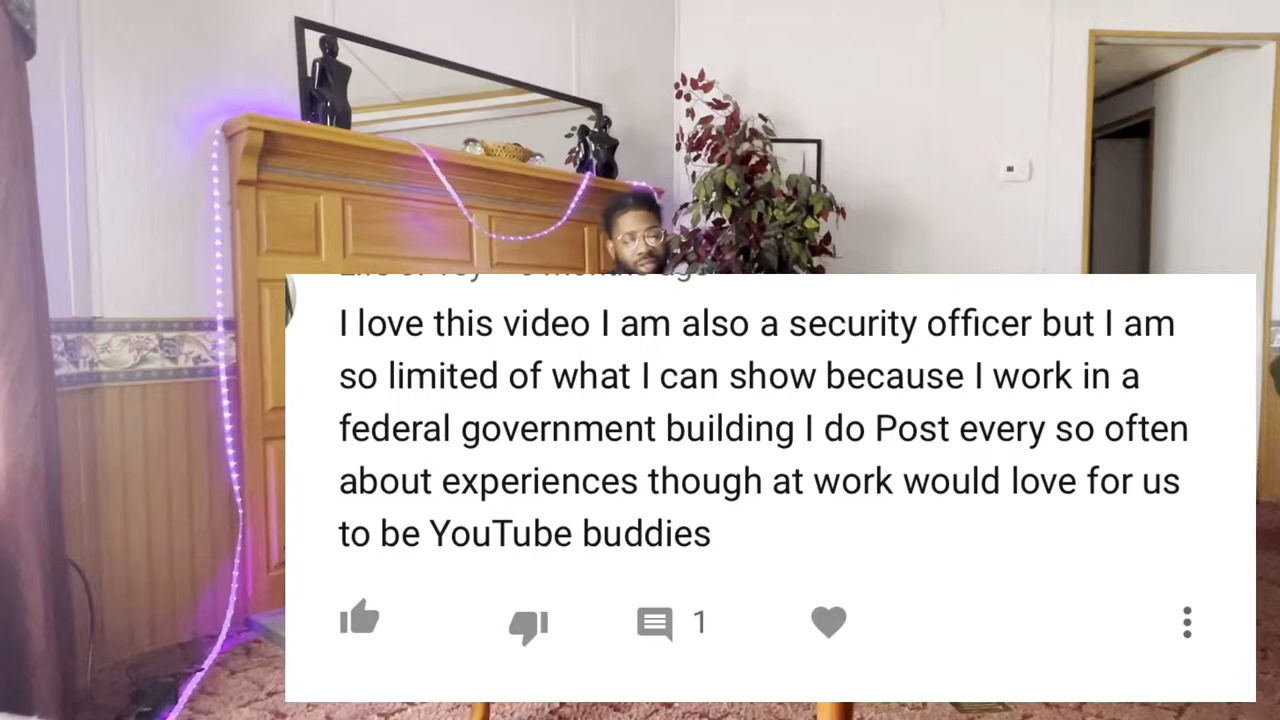 I love this video I am also a security officer but I am
so limited of what I can show because I work in a
federal government building I do Post every so often
about experiences though at work would love for us
to be YouTube buddies
1